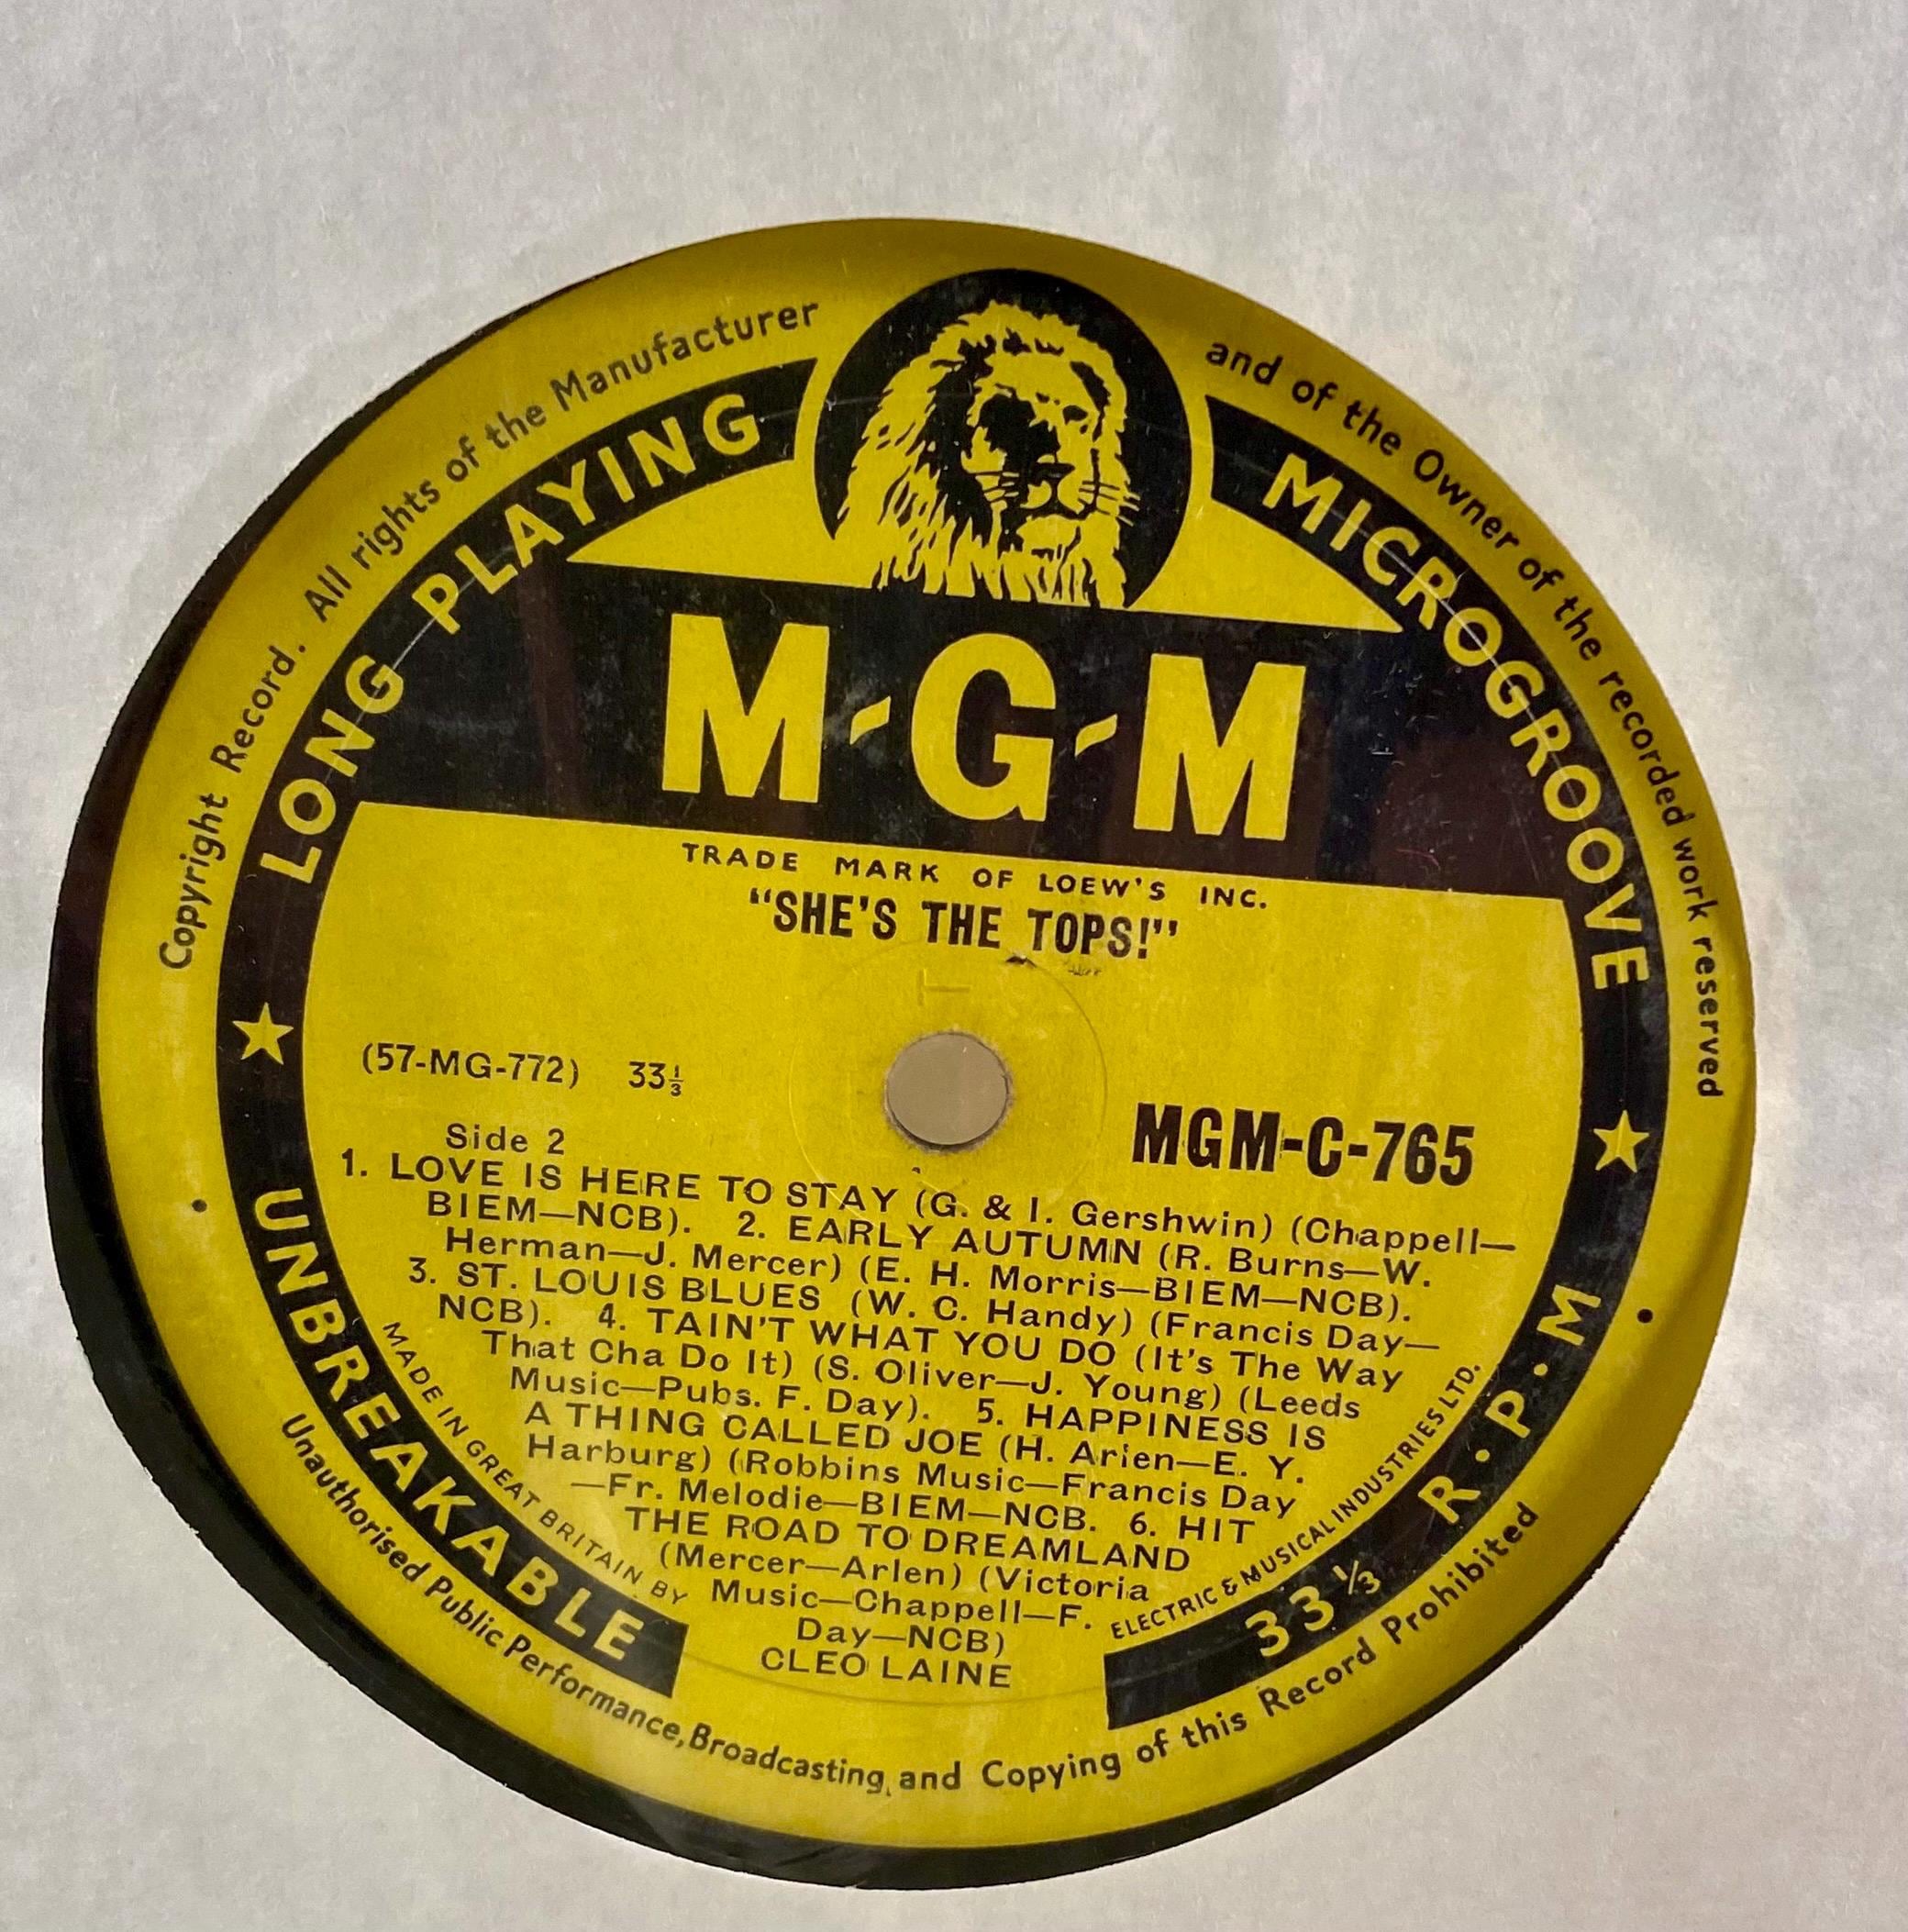 Copyright Record. All rights of the Manufacturer and of the Owner of the recorded work reserved
LONG PLAYING MICROGROOVE
M-G-M
TRADE MARK OF LOEW'S INC.
"SHE'S THE TOPS!"
(57-MG-772) 33⅓
MGM-C-765
Side 2
1. LOVE IS HERE TO STAY (G. & I. Gershwin) (Chappell—
BIEM—NCB). 2. EARLY AUTUMN (R. Burns—W.
Herman—J. Mercer) (E. H. Morris—BIEM—NCB).
3. ST. LOUIS BLUES (W. C. Handy) (Francis Day—
NCB). 4. TAIN'T WHAT YOU DO (It's The Way
That Cha Do It) (S. Oliver—J. Young) (Leeds
Music—Pubs. F. Day). 5. HAPPINESS IS
A THING CALLED JOE (H. Arien—E. Y.
Harburg) (Robbins Music—Francis Day
—Fr. Melodie—BIEM—NCB. 6. HIT
THE ROAD TO DREAMLAND
(Mercer—Arlen) (Victoria
Music—Chappell—F.
Day—NCB)
CLEO LAINE
MADE IN GREAT BRITAIN BY ELECTRIC & MUSICAL INDUSTRIES LTD.
UNBREAKABLE 33⅓ R·P·M
Unauthorised Public Performance, Broadcasting, and Copying of this Record Prohibited